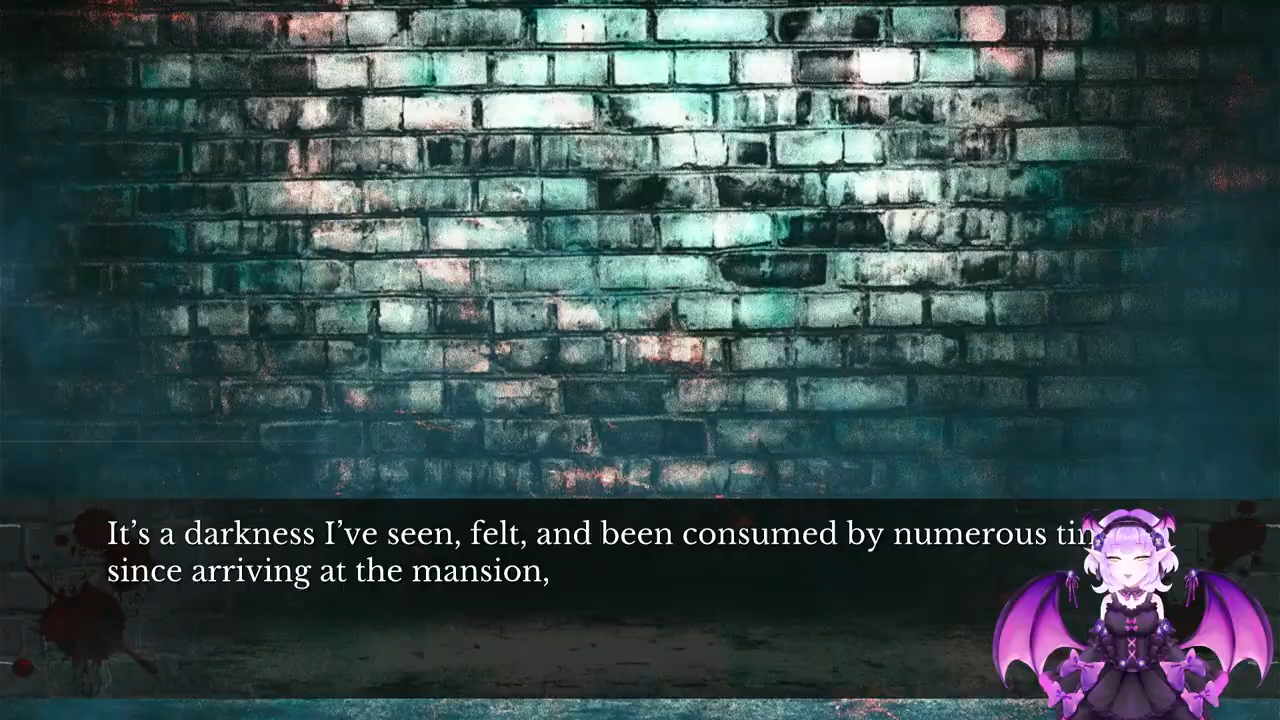 It’s a darkness I’ve seen, felt, and been consumed by numerous
since arriving at the mansion,